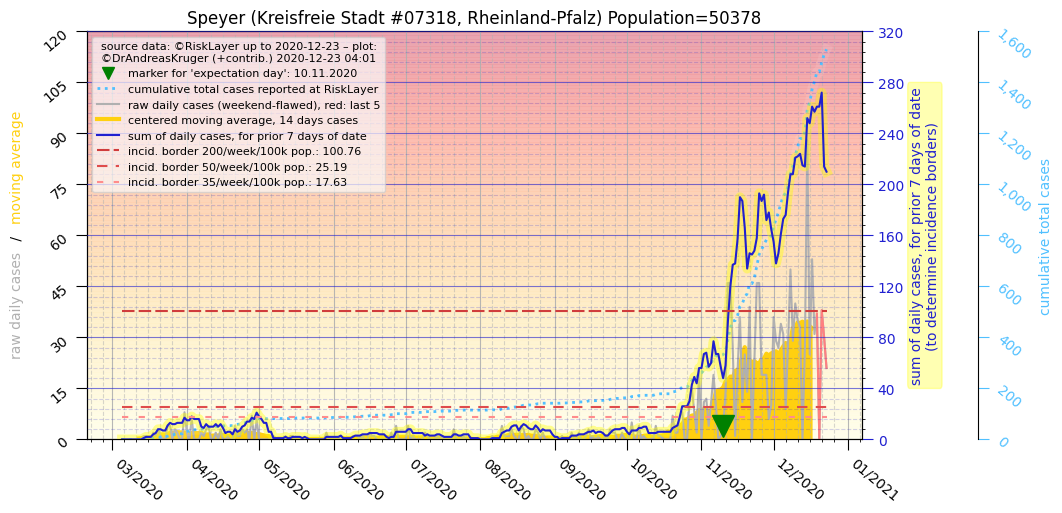 Speyer (Kreisfreie Stadt #07318, Rheinland-Pfalz) Population=50378
source data: ©RiskLayer up to 2020-12-23 – plot:
©DrAndreasKruger (+contrib.) 2020-12-23 04:01
marker for 'expectation day': 10.11.2020
cumulative total cases reported at RiskLayer
raw daily cases (weekend-flawed), red: last 5
centered moving average, 14 days cases
sum of daily cases, for prior 7 days of date
incid. border 200/week/100k pop.: 100.76
incid. border 50/week/100k pop.: 25.19
incid. border 35/week/100k pop.: 17.63
raw daily cases / moving average
120
105
90
75
60
45
30
15
0
320
280
240
200
160
120
80
40
0
sum of daily cases, for prior 7 days of date
(to determine incidence borders)
1,600
1,400
1,200
1,000
800
600
400
200
0
cumulative total cases
03/2020
04/2020
05/2020
06/2020
07/2020
08/2020
09/2020
10/2020
11/2020
12/2020
01/2021